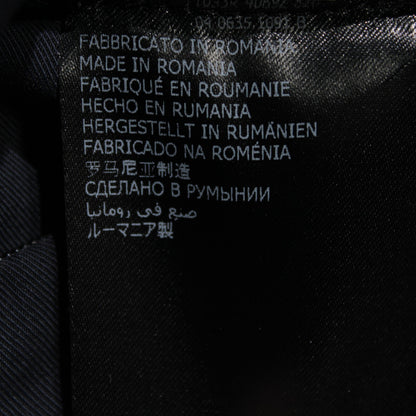 FABBRICATO IN ROMANIA
MADE IN ROMANIA
FABRIQUÉ EN ROUMANIE
HECHO EN RUMANIA
HERGESTELLT IN RUMÄNIEN
FABRICADO NA ROMÉNIA
罗马尼亚制造
СДЕЛАНО В РУМЫНИИ
صنع في رومانيا
ルーマニア製